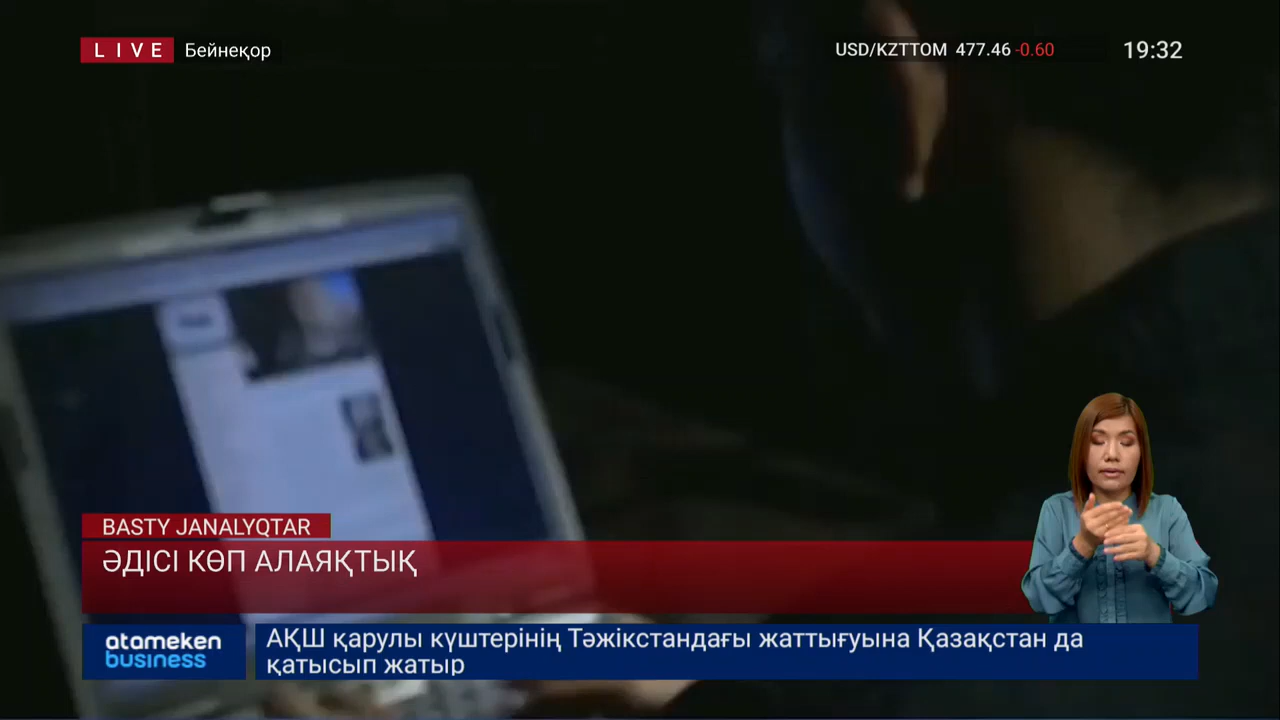 LIVE Бейнеқор
USD/KZTTOM 477.46 -0.60
19:32
BASTY JANALYQTAR
ӘДІСІ КӨП АЛАЯҚТЫҚ
atameken
business
АҚШ қарулы күштерінің Тәжікстандағы жаттығуына Қазақстан да
қатысып жатыр